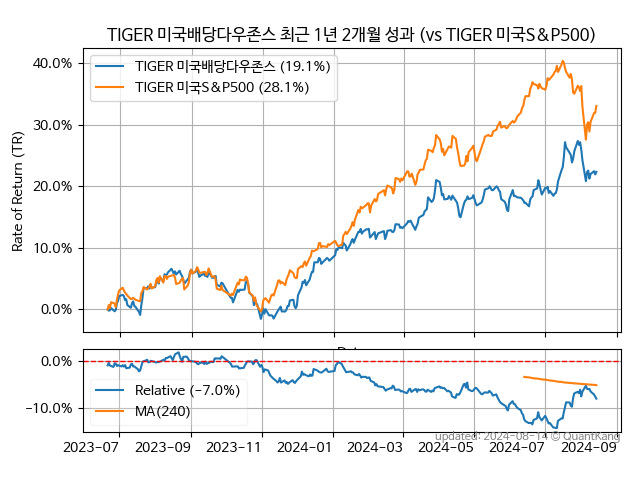 TIGER 미국배당다우존스 최근 1년 2개월 성과 (vs TIGER 미국S&P500)
TIGER 미국배당다우존스 (19.1%)
TIGER 미국S&P500 (28.1%)
Rate of Return (TR)
40.0%
30.0%
20.0%
10.0%
0.0%
0.0%
−10.0%
Relative (−7.0%)
MA(240)
updated: 2024-08-14 © QuantKang
2023−07
2023−09
2023−11
2024−01
2024−03
2024−05
2024−07
2024−09